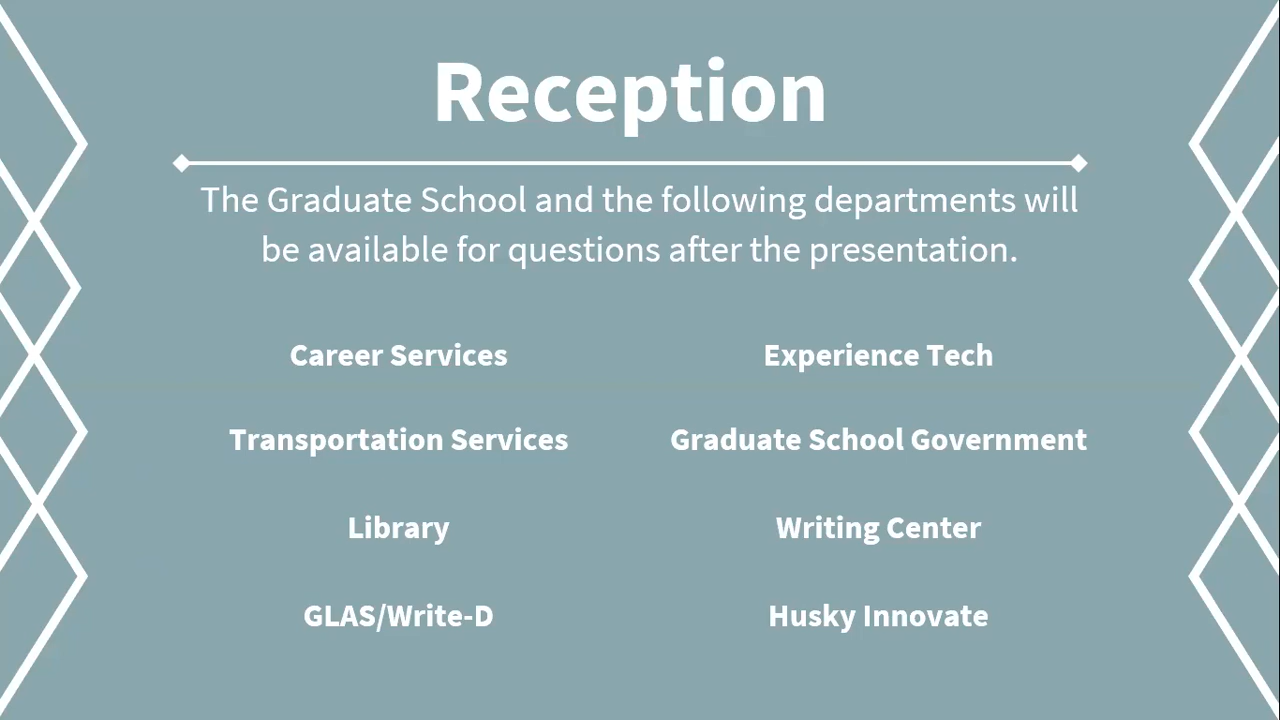 Reception
The Graduate School and the following departments will
be available for questions after the presentation.
Career Services
Experience Tech
Transportation Services
Graduate School Government
Library
Writing Center
GLAS/Write-D
Husky Innovate